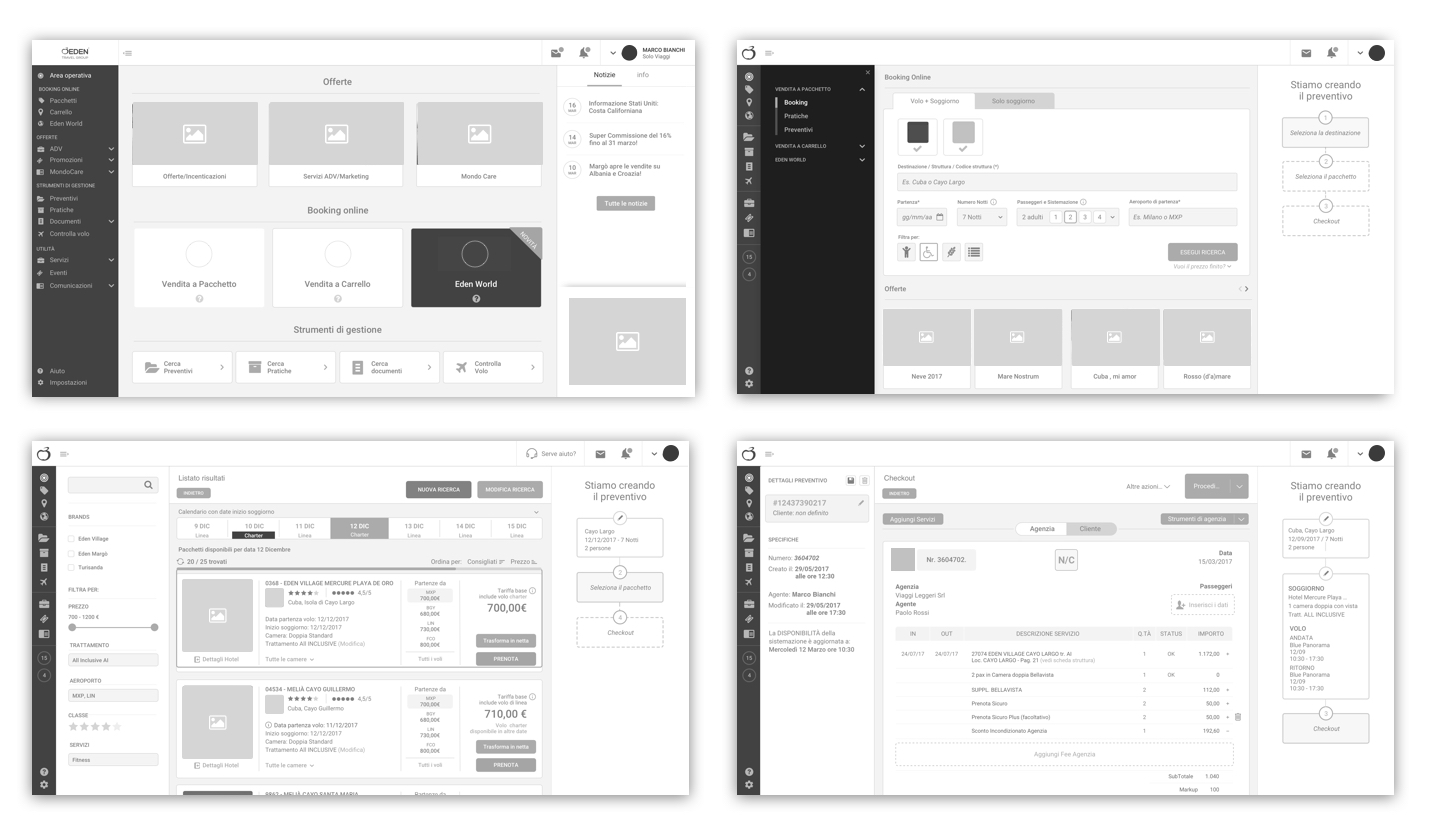 EDEN
TRAVEL GROUP
MARCO BIANCHI
Solo Viaggi
Area operativa
BOOKING ONLINE
Pacchetti
Carrello
Eden World
OFFERTE
ADV
Promozioni
MondoCare
STRUMENTI DI GESTIONE
Preventivi
Pratiche
Documenti
Controlla volo
UTILITÀ
Servizi
Eventi
Comunicazioni
Aiuto
Impostazioni
Offerte
Offerte/Incenticazioni
Servizi ADV/Marketing
Mondo Care
Booking online
Vendita a Pacchetto
Vendita a Carrello
NOVITÀ
Eden World
Strumenti di gestione
Cerca
Preventivi
Cerca
Pratiche
Cerca
documenti
Controlla
Volo
Notizie
info
16
MAR
Informazione Stati Uniti:
Costa Californiana
14
MAR
Super Commissione del 16%
fino al 31 marzo!
10
MAR
Margò apre le vendite su
Albania e Croazia!
Tutte le notizie
15
4
VENDITA A PACCHETTO
Booking
Pratiche
Preventivi
VENDITA A CARRELLO
EDEN WORLD
Booking Online
Volo + Soggiorno
Solo soggiorno
Destinazione / Struttura / Codice struttura (*)
Es. Cuba o Cayo Largo
Partenza*
Numero Notti
Passeggeri e Sistemazione
Aeroporto di partenza*
gg/mm/aa
7 Notti
2 adulti 1 2 3 4
Es. Milano o MXP
Filtra per:
ESEGUI RICERCA
Vuoi il prezzo finito?
Offerte
Neve 2017
Mare Nostrum
Cuba , mi amor
Rosso (d'a)mare
Stiamo creando
il preventivo
1
Seleziona la destinazione
2
Seleziona il pacchetto
3
Checkout
Serve aiuto?
15
4
BRANDS
Eden Village
Eden Margò
Turisanda
FILTRA PER:
PREZZO
700 - 1200 €
TRATTAMENTO
All Inclusive AI
AEROPORTO
MXP, LIN
CLASSE
SERVIZI
Fitness
Listato risultati
INDIETRO
NUOVA RICERCA
MODIFICA RICERCA
Calendario con date inizio soggiorno
9 DIC
Linea
10 DIC
Charter
11 DIC
Linea
12 DIC
Charter
13 DIC
Linea
14 DIC
Linea
15 DIC
Linea
Pacchetti disponibili per data 12 Dicembre
20 / 25 trovati
Ordina per: Consigliati Prezzo
0368 - EDEN VILLAGE MERCURE PLAYA DE ORO
4,5/5
Cuba, Isola di Cayo Largo
Data partenza volo: 12/12/2017
Inizio soggiorno: 12/12/2017
Camera: Doppia Standard
Trattamento All INCLUSIVE (Modifica)
Dettagli Hotel
Tutte le camere
Partenze da
MXP
700,00€
BGY
680,00€
LIN
730,00€
FCO
800,00€
Tutti i voli
Tariffa base
include volo charter
700,00€
Trasforma in netta
PRENOTA
04534 - MELIÀ CAYO GUILLERMO
4,5/5
Cuba, Cayo Guillermo
Data partenza volo: 11/12/2017
Inizio soggiorno: 12/12/2017
Camera: Doppia Standard
Trattamento All INCLUSIVE (Modifica)
Dettagli Hotel
Tutte le camere
Partenze da
MXP
700,00€
BGY
680,00€
LIN
730,00€
FCO
800,00€
Tutti i voli
Tariffa base
include volo di linea
710,00 €
Volo charter
disponibile in altre date
Trasforma in netta
PRENOTA
9862 - MELIÀ CAYO SANTA MARIA
Partenze da
Stiamo creando
il preventivo
Cayo Largo
12/12/2017 - 7 Notti
2 persone
2
Seleziona il pacchetto
4
Checkout
15
4
DETTAGLI PREVENTIVO
#12437390217
Cliente: non definito
SPECIFICHE
Numero: 3604702
Creato il: 29/05/2017
alle ore 12:30
Agente: Marco Bianchi
Modificato il: 29/05/2017
alle ore 17:30
La DISPONIBILITÀ della
sistemazione è aggiornata a:
Mercoledì 12 Marzo ore 10:30
Checkout
INDIETRO
Altre azioni...
Procedi...
Aggiungi Servizi
Strumenti di agenzia
Agenzia
Cliente
Nr. 3604702.
N/C
Data
15/03/2017
Agenzia
Viaggi Leggeri Srl
Agente
Paolo Rossi
Passeggeri
Inserisci i dati
IN OUT DESCRIZIONE SERVIZIO Q.TÀ STATUS IMPORTO
24/07/17 24/07/17 27074 EDEN VILLAGE CAYO LARGO tr. AI 1 OK 1.172,00 +
Loc. CAYO LARGO - Pag. 21 (vedi scheda struttura)
2 pax in Camera doppia Bellavista 1 OK 0
SUPPL. BELLAVISTA 2 112,00 +
Prenota Sicuro 2 50,00 +
Prenota Sicuro Plus (facoltativo) 2 50,00 +
Sconto Incondizionato Agenzia 1 192,60 -
Aggiungi Fee Agenzia
SubTotale 1.040
Markup 100
Stiamo creando
il preventivo
Cuba, Cayo Largo
12/09/2017 / 7 Notti
2 persone
SOGGIORNO
Hotel Mercure Playa ...
1 camera doppia con vista
Tratt: ALL INCLUSIVE
VOLO
ANDATA
Blue Panorama
12/09
10:30 - 17:30
RITORNO
Blue Panorama
12/09
10:30 - 17:30
3
Checkout